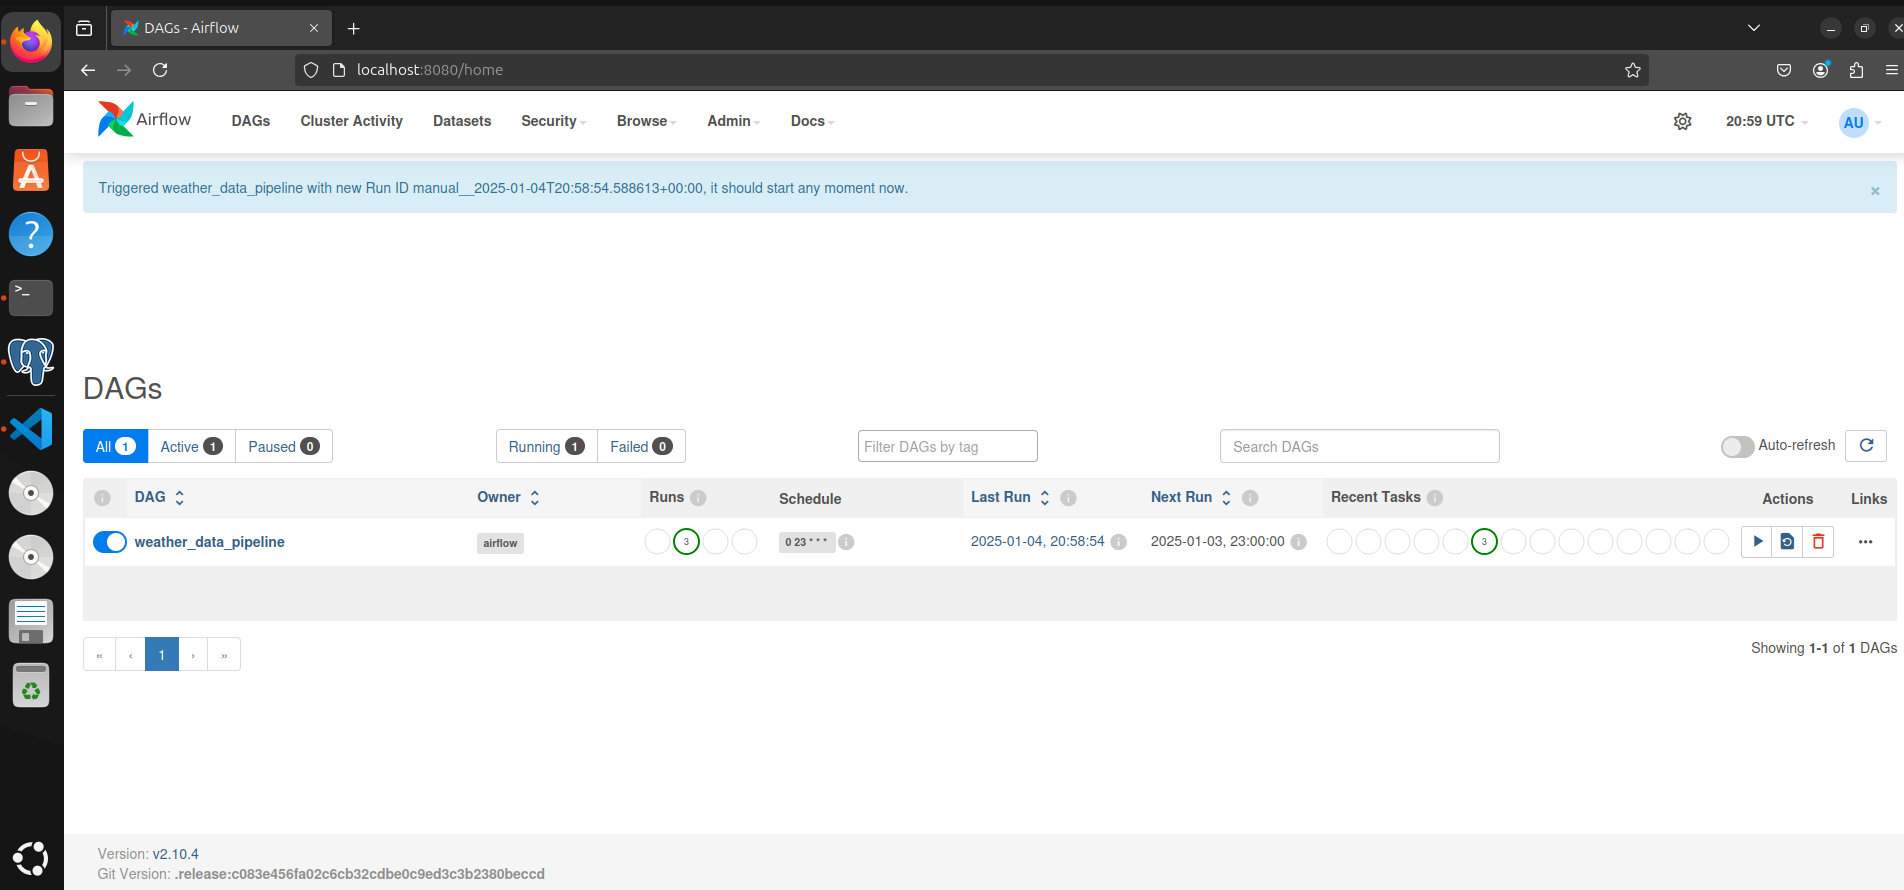 DAGs - Airflow
localhost:8080/home
Airflow DAGs Cluster Activity Datasets Security Browse Admin Docs 20:59 UTC AU
Triggered weather_data_pipeline with new Run ID manual__2025-01-04T20:58:54.588613+00:00, it should start any moment now. ×
DAGs
All 1 Active 1 Paused 0 Running 1 Failed 0 Filter DAGs by tag Search DAGs Auto-refresh
i DAG Owner Runs i Schedule Last Run i Next Run i Recent Tasks i Actions Links
weather_data_pipeline airflow 3 0 23 * * * i 2025-01-04, 20:58:54 i 2025-01-03, 23:00:00 i 3 •••
« ‹ 1 › » Showing 1-1 of 1 DAGs
Version: v2.10.4
Git Version: .release:c083e456fa02c6cb32cdbe0c9ed3c3b2380beccd